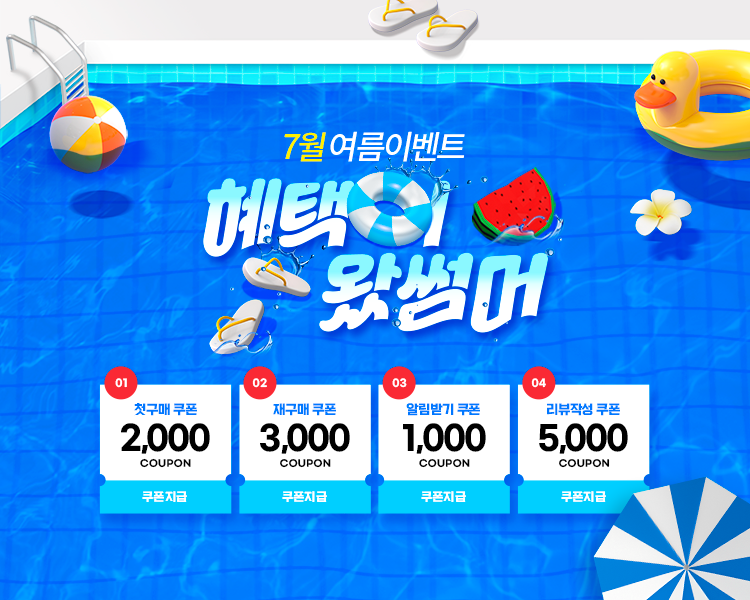 7월 여름이벤트
혜택이
왔썸머
01
첫구매 쿠폰
2,000
COUPON
쿠폰지급
02
재구매 쿠폰
3,000
COUPON
쿠폰지급
03
알림받기 쿠폰
1,000
COUPON
쿠폰지급
04
리뷰작성 쿠폰
5,000
COUPON
쿠폰지급